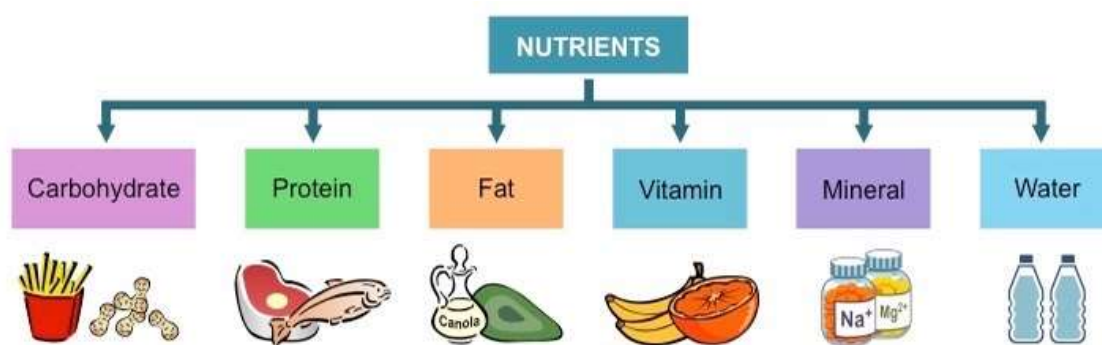 NUTRIENTS
Carbohydrate
Protein
Fat
Vitamin
Mineral
Water
Canola
Na⁺
Mg²⁺